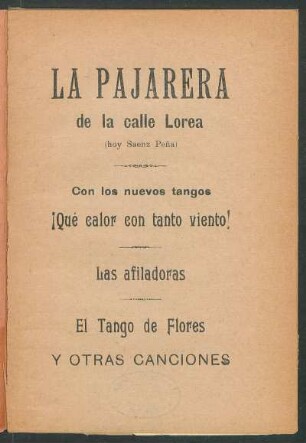 LA PAJARERA
de la calle Lorea
(hoy Saenz Peña)
Con los nuevos tangos
¡Qué calor con tanto viento!
Las afiladoras
El Tango de Flores
Y OTRAS CANCIONES